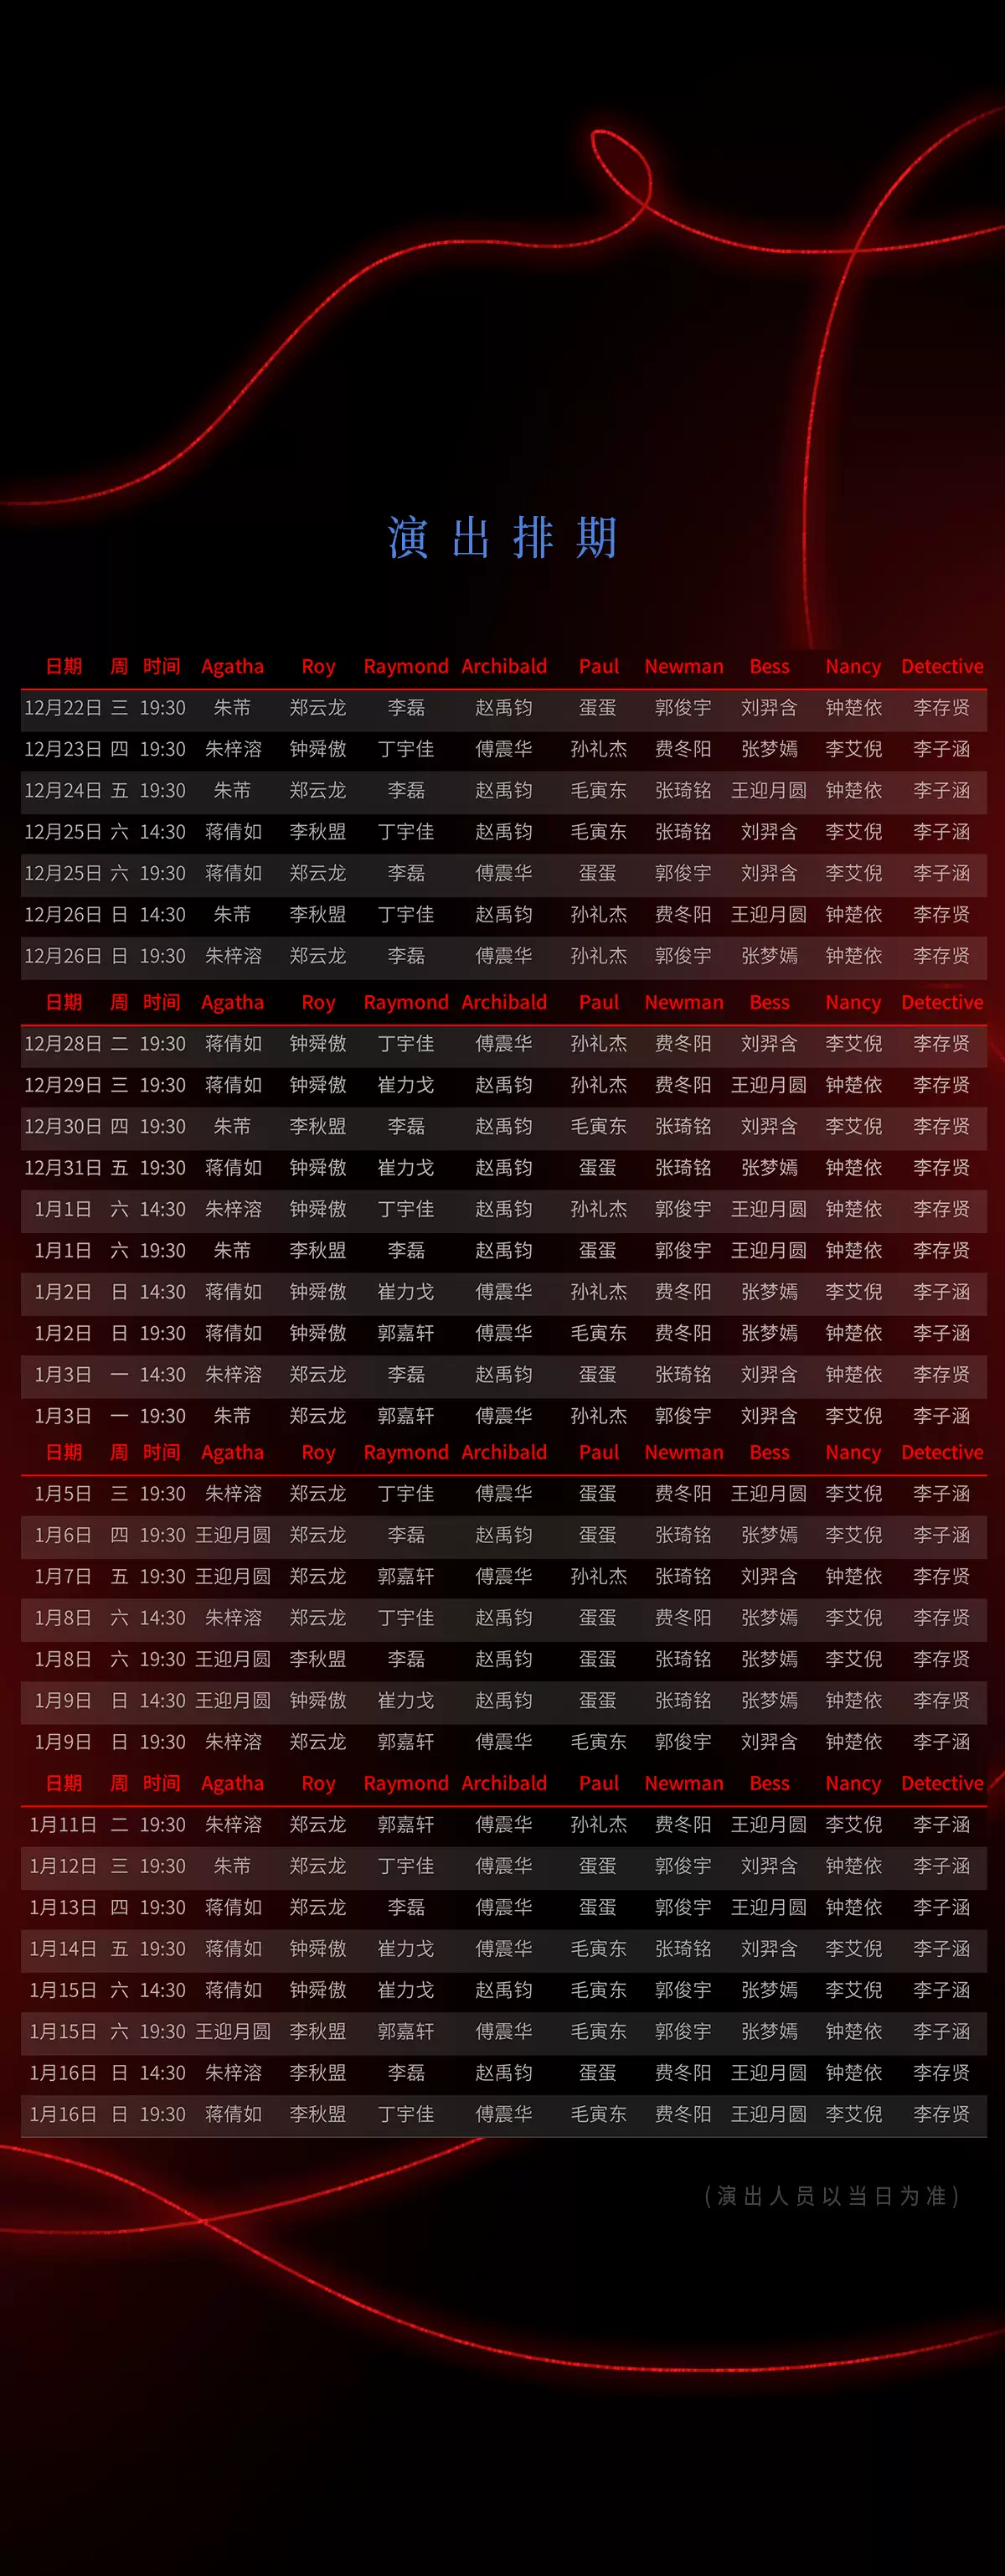 演出排期
日期 周 时间 Agatha Roy Raymond Archibald Paul Newman Bess Nancy Detective
12月22日 三 19:30 朱芾 郑云龙 李磊 赵禹钧 蛋蛋 郭俊宇 刘羿含 钟楚依 李存贤
12月23日 四 19:30 朱梓溶 钟舜傲 丁宇佳 傅震华 孙礼杰 费冬阳 张梦嫣 李艾倪 李子涵
12月24日 五 19:30 朱芾 郑云龙 李磊 赵禹钧 毛寅东 张琦铭 王迎月圆 钟楚依 李子涵
12月25日 六 14:30 蒋倩如 李秋盟 丁宇佳 赵禹钧 毛寅东 张琦铭 刘羿含 李艾倪 李子涵
12月25日 六 19:30 蒋倩如 郑云龙 李磊 傅震华 蛋蛋 郭俊宇 刘羿含 李艾倪 李子涵
12月26日 日 14:30 朱芾 李秋盟 丁宇佳 赵禹钧 孙礼杰 费冬阳 王迎月圆 钟楚依 李存贤
12月26日 日 19:30 朱梓溶 郑云龙 李磊 傅震华 孙礼杰 郭俊宇 张梦嫣 钟楚依 李存贤
日期 周 时间 Agatha Roy Raymond Archibald Paul Newman Bess Nancy Detective
12月28日 二 19:30 蒋倩如 钟舜傲 丁宇佳 傅震华 孙礼杰 费冬阳 刘羿含 李艾倪 李存贤
12月29日 三 19:30 蒋倩如 钟舜傲 崔力戈 赵禹钧 孙礼杰 费冬阳 王迎月圆 钟楚依 李存贤
12月30日 四 19:30 朱芾 李秋盟 李磊 赵禹钧 毛寅东 张琦铭 刘羿含 李艾倪 李存贤
12月31日 五 19:30 蒋倩如 钟舜傲 崔力戈 赵禹钧 蛋蛋 张琦铭 张梦嫣 钟楚依 李存贤
1月1日 六 14:30 朱梓溶 钟舜傲 丁宇佳 赵禹钧 孙礼杰 郭俊宇 王迎月圆 钟楚依 李存贤
1月1日 六 19:30 朱芾 李秋盟 李磊 赵禹钧 蛋蛋 郭俊宇 王迎月圆 钟楚依 李存贤
1月2日 日 14:30 蒋倩如 钟舜傲 崔力戈 傅震华 孙礼杰 费冬阳 张梦嫣 李艾倪 李子涵
1月2日 日 19:30 蒋倩如 钟舜傲 郭嘉轩 傅震华 毛寅东 费冬阳 张梦嫣 钟楚依 李子涵
1月3日 一 14:30 朱梓溶 郑云龙 李磊 傅震华 蛋蛋 张琦铭 刘羿含 钟楚依 李子涵
1月3日 一 19:30 朱芾 郑云龙 郭嘉轩 傅震华 孙礼杰 郭俊宇 刘羿含 李艾倪 李子涵
日期 周 时间 Agatha Roy Raymond Archibald Paul Newman Bess Nancy Detective
1月5日 三 19:30 朱梓溶 郑云龙 丁宇佳 傅震华 蛋蛋 费冬阳 王迎月圆 李艾倪 李子涵
1月6日 四 19:30 王迎月圆 郑云龙 李磊 赵禹钧 蛋蛋 张琦铭 张梦嫣 李艾倪 李子涵
1月7日 五 19:30 王迎月圆 郑云龙 郭嘉轩 傅震华 孙礼杰 张琦铭 刘羿含 钟楚依 李存贤
1月8日 六 14:30 朱梓溶 郑云龙 丁宇佳 赵禹钧 蛋蛋 费冬阳 张梦嫣 李艾倪 李存贤
1月8日 六 19:30 王迎月圆 李秋盟 李磊 赵禹钧 蛋蛋 张琦铭 张梦嫣 李艾倪 李存贤
1月9日 日 14:30 王迎月圆 钟舜傲 崔力戈 赵禹钧 蛋蛋 张琦铭 张梦嫣 李艾倪 李子涵
1月9日 日 19:30 朱梓溶 郑云龙 郭嘉轩 傅震华 毛寅东 郭俊宇 刘羿含 钟楚依 李子涵
日期 周 时间 Agatha Roy Raymond Archibald Paul Newman Bess Nancy Detective
1月11日 二 19:30 朱梓溶 郑云龙 郭嘉轩 傅震华 孙礼杰 费冬阳 王迎月圆 李艾倪 李子涵
1月12日 三 19:30 朱芾 郑云龙 丁宇佳 傅震华 蛋蛋 郭俊宇 刘羿含 钟楚依 李子涵
1月13日 四 19:30 蒋倩如 郑云龙 李磊 傅震华 蛋蛋 郭俊宇 王迎月圆 钟楚依 李子涵
1月14日 五 19:30 蒋倩如 钟舜傲 崔力戈 傅震华 毛寅东 张琦铭 刘羿含 李艾倪 李子涵
1月15日 六 14:30 蒋倩如 钟舜傲 崔力戈 赵禹钧 毛寅东 郭俊宇 张梦嫣 李艾倪 李子涵
1月15日 六 19:30 王迎月圆 李秋盟 郭嘉轩 傅震华 毛寅东 郭俊宇 张梦嫣 钟楚依 李子涵
1月16日 日 14:30 朱梓溶 李秋盟 李磊 赵禹钧 蛋蛋 费冬阳 王迎月圆 钟楚依 李存贤
1月16日 日 19:30 蒋倩如 李秋盟 丁宇佳 傅震华 毛寅东 费冬阳 王迎月圆 李艾倪 李存贤
(演出人员以当日为准)